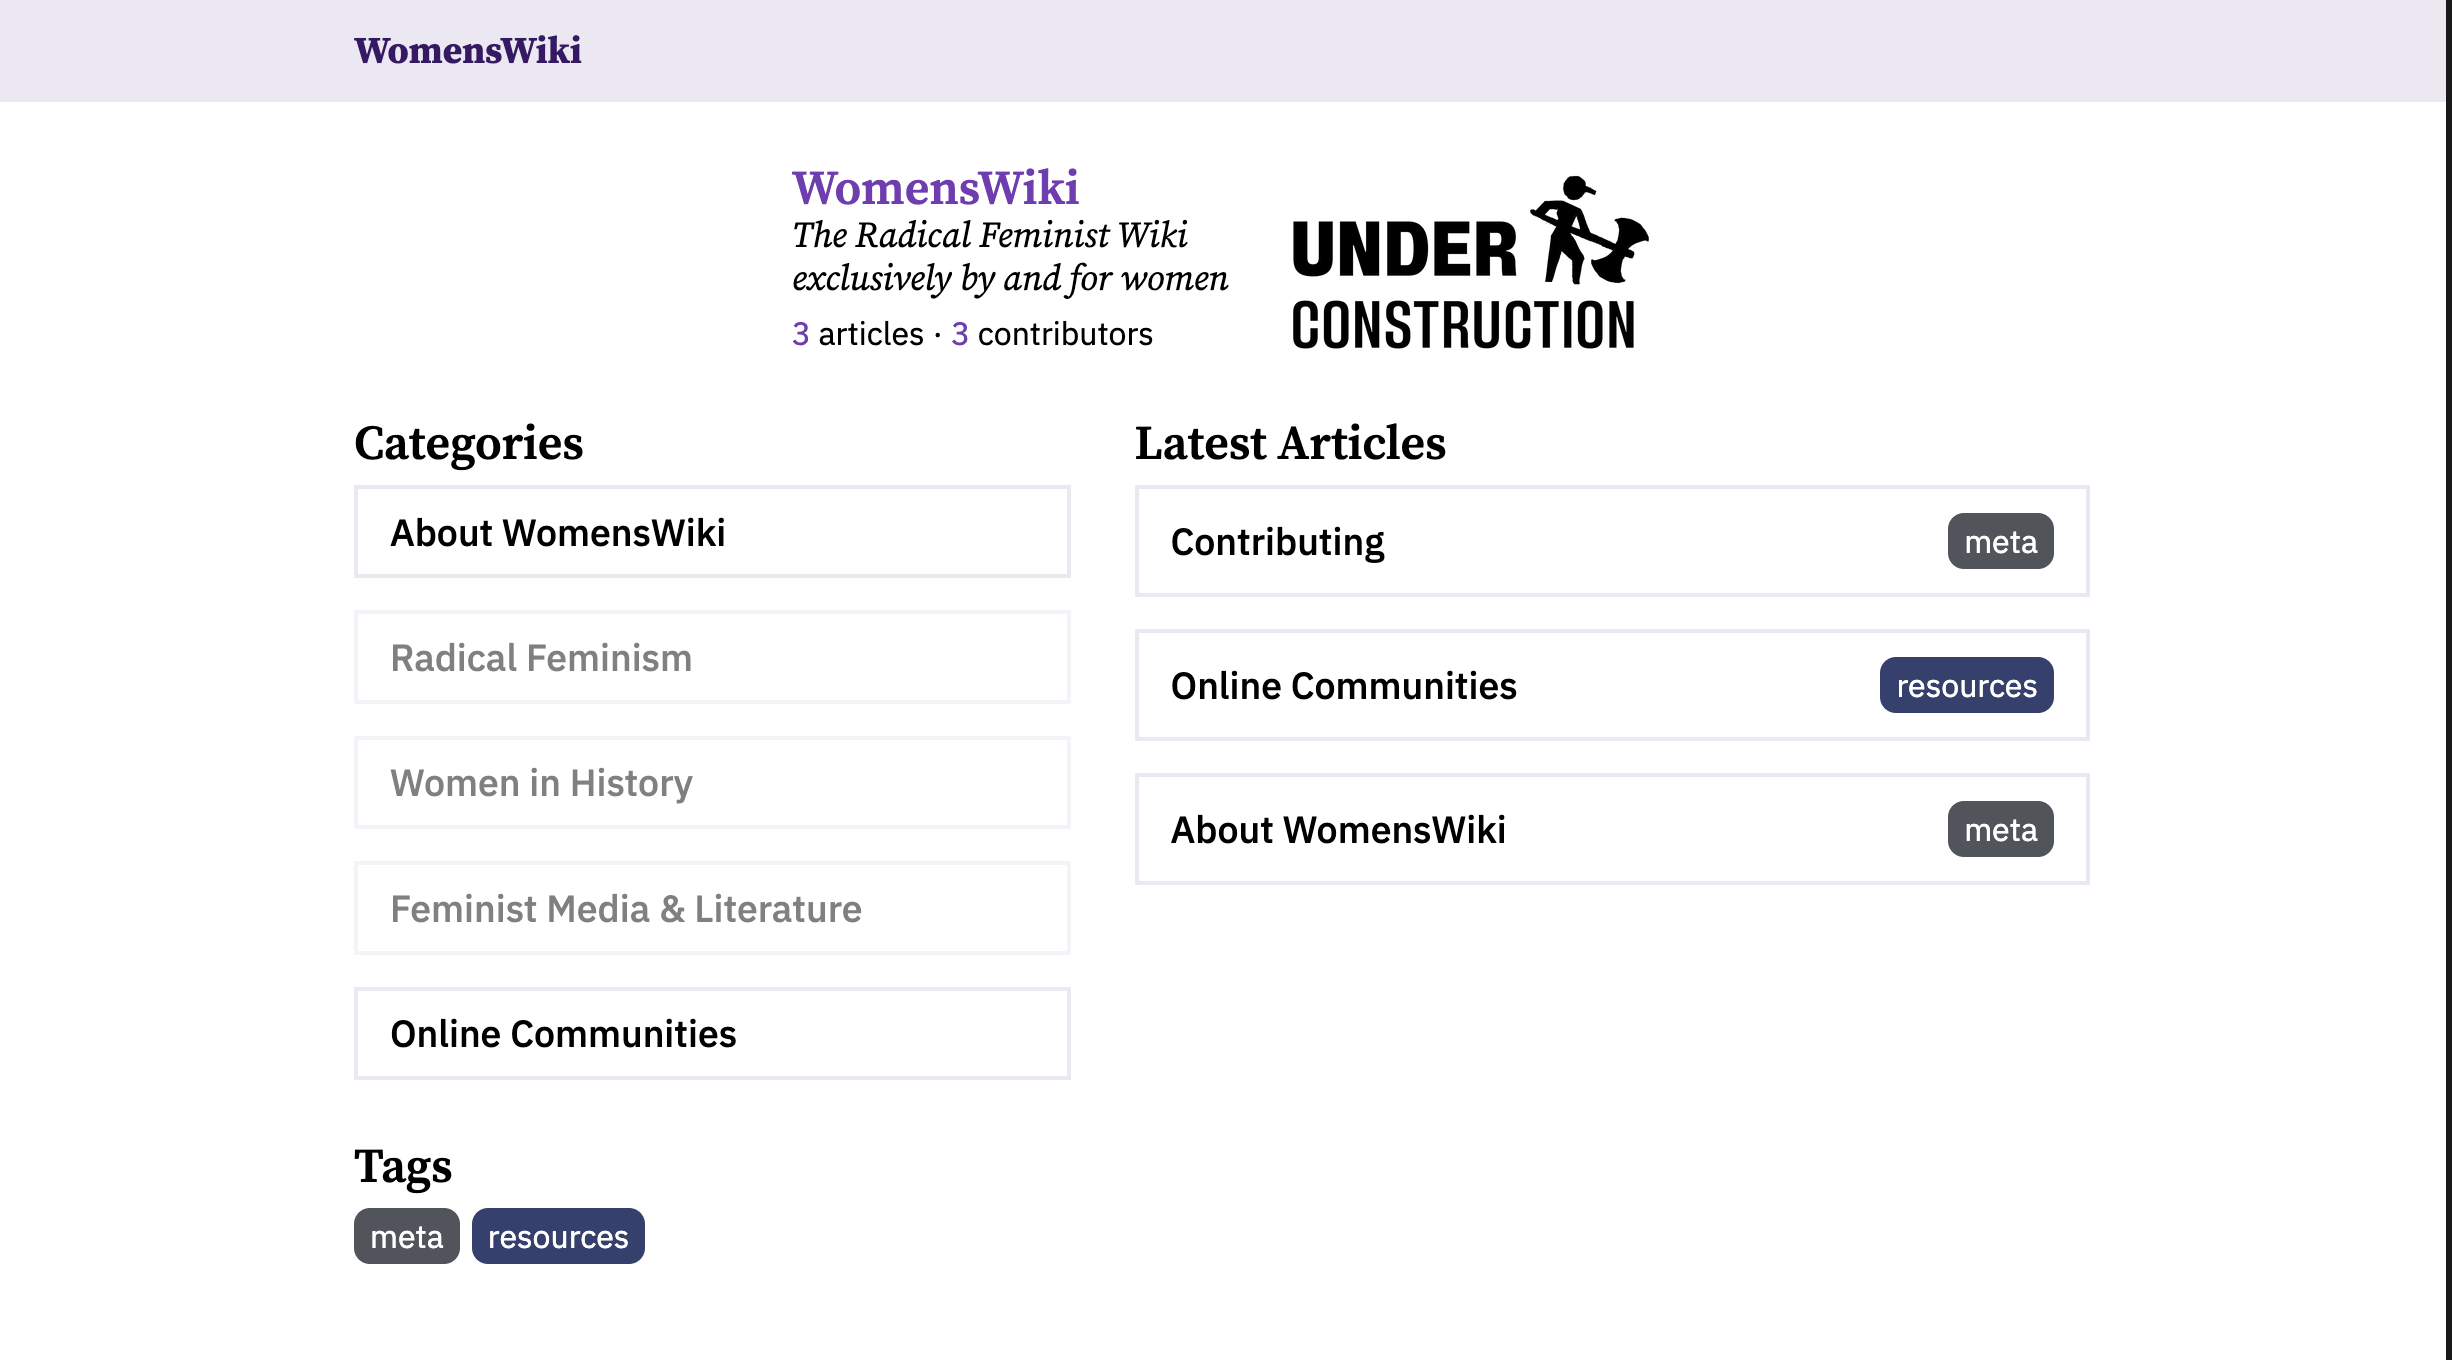 WomensWiki
WomensWiki
The Radical Feminist Wiki
exclusively by and for women
3 articles · 3 contributors
UNDER
CONSTRUCTION
Categories
About WomensWiki
Radical Feminism
Women in History
Feminist Media & Literature
Online Communities
Tags
meta resources
Latest Articles
Contributing meta
Online Communities resources
About WomensWiki meta